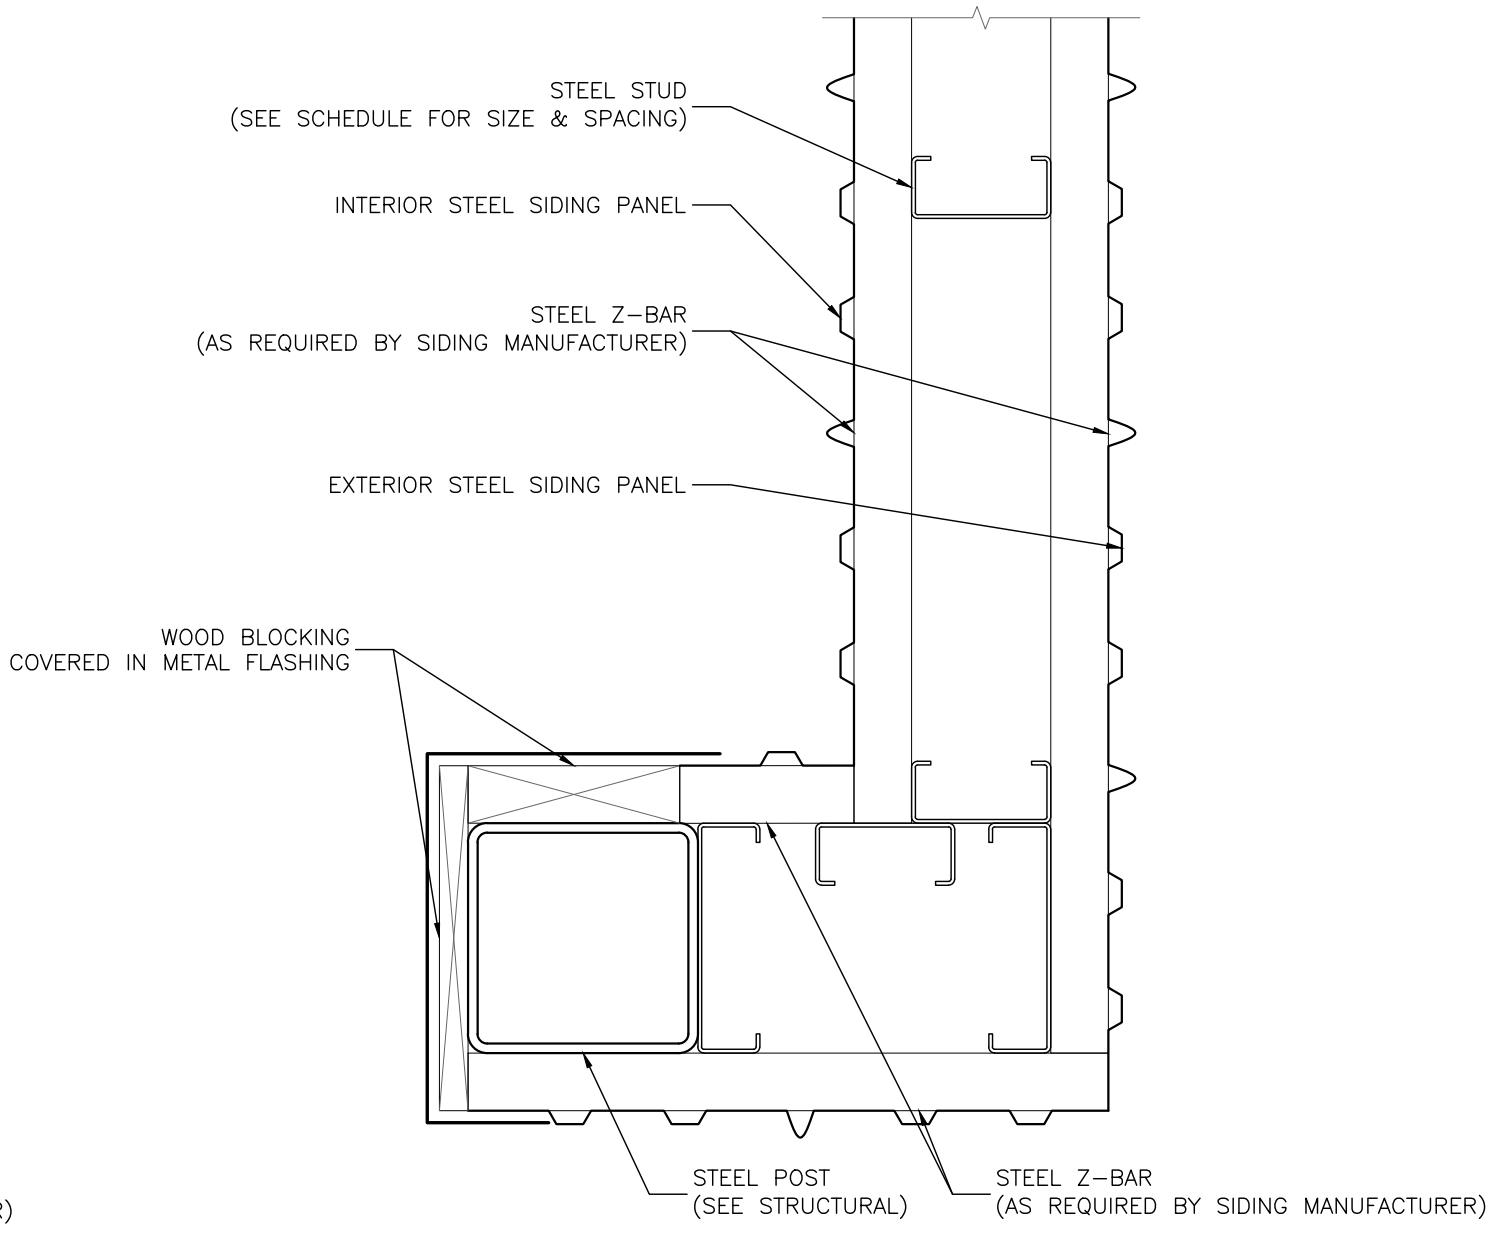 STEEL STUD
(SEE SCHEDULE FOR SIZE & SPACING)
INTERIOR STEEL SIDING PANEL
STEEL Z-BAR
(AS REQUIRED BY SIDING MANUFACTURER)
EXTERIOR STEEL SIDING PANEL
WOOD BLOCKING
COVERED IN METAL FLASHING
STEEL POST
(SEE STRUCTURAL)
STEEL Z-BAR
(AS REQUIRED BY SIDING MANUFACTURER)